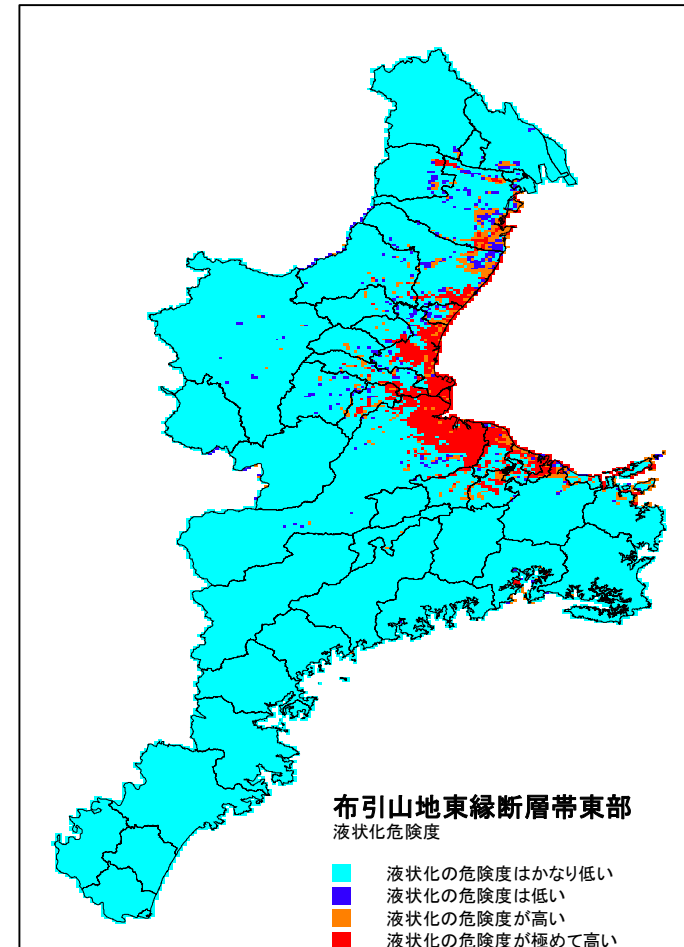 布引山地東縁断層帯東部
液状化危険度
液状化の危険度はかなり低い
液状化の危険度は低い
液状化の危険度が高い
液状化の危険度が極めて高い